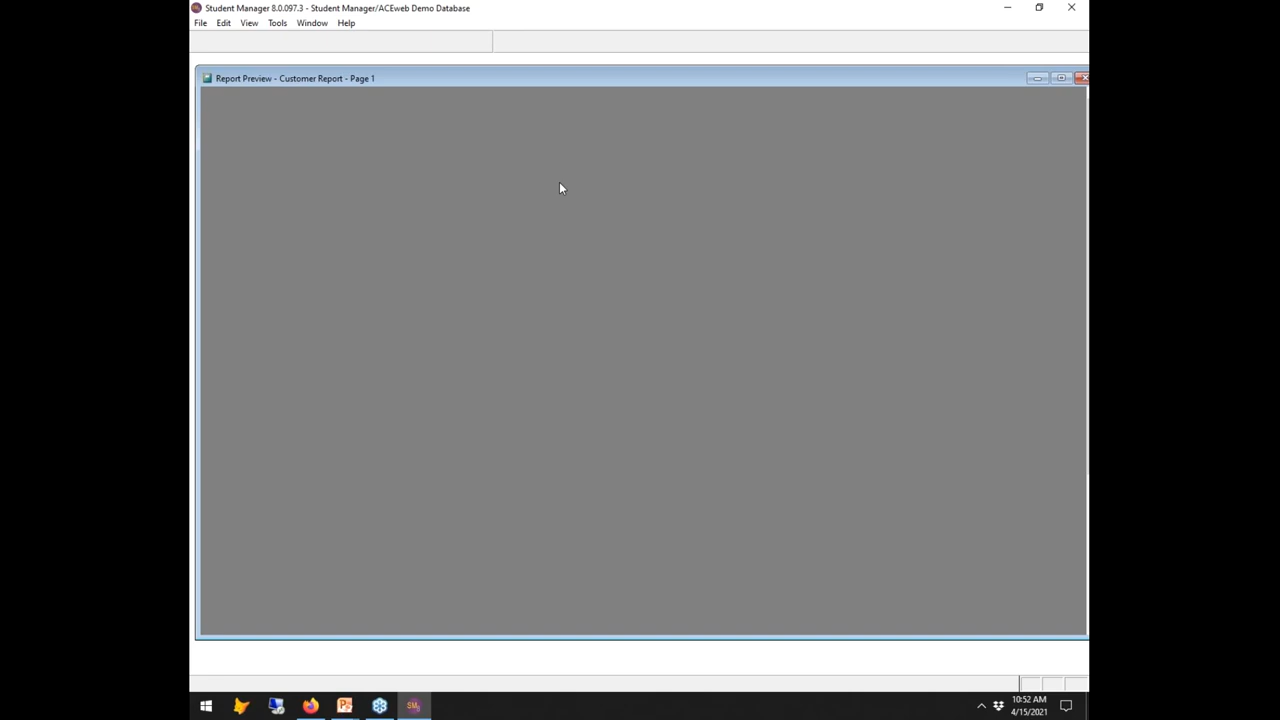 Student Manager 8.0.097.3 - Student Manager/ACEweb Demo Database
File Edit View Tools Window Help
Report Preview - Customer Report - Page 1
SM
10:52 AM
4/15/2021